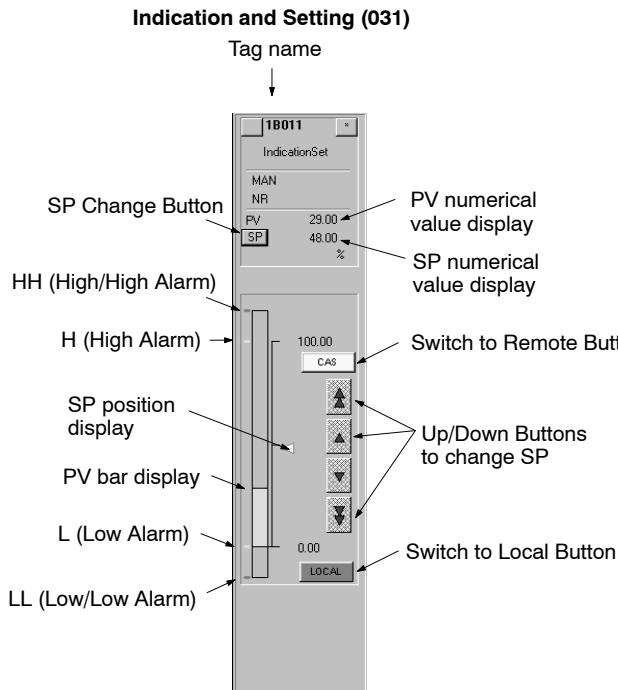 Indication and Setting (031)
Tag name
1B011
×
IndicationSet
MAN
NR
SP Change Button
PV 29.00
PV numerical
value display
SP 48.00
%
SP numerical
value display
HH (High/High Alarm)
H (High Alarm)
100.00
CAS
Switch to Remote Butt
SP position
display
Up/Down Buttons
to change SP
PV bar display
L (Low Alarm)
0.00
LOCAL
Switch to Local Button
LL (Low/Low Alarm)